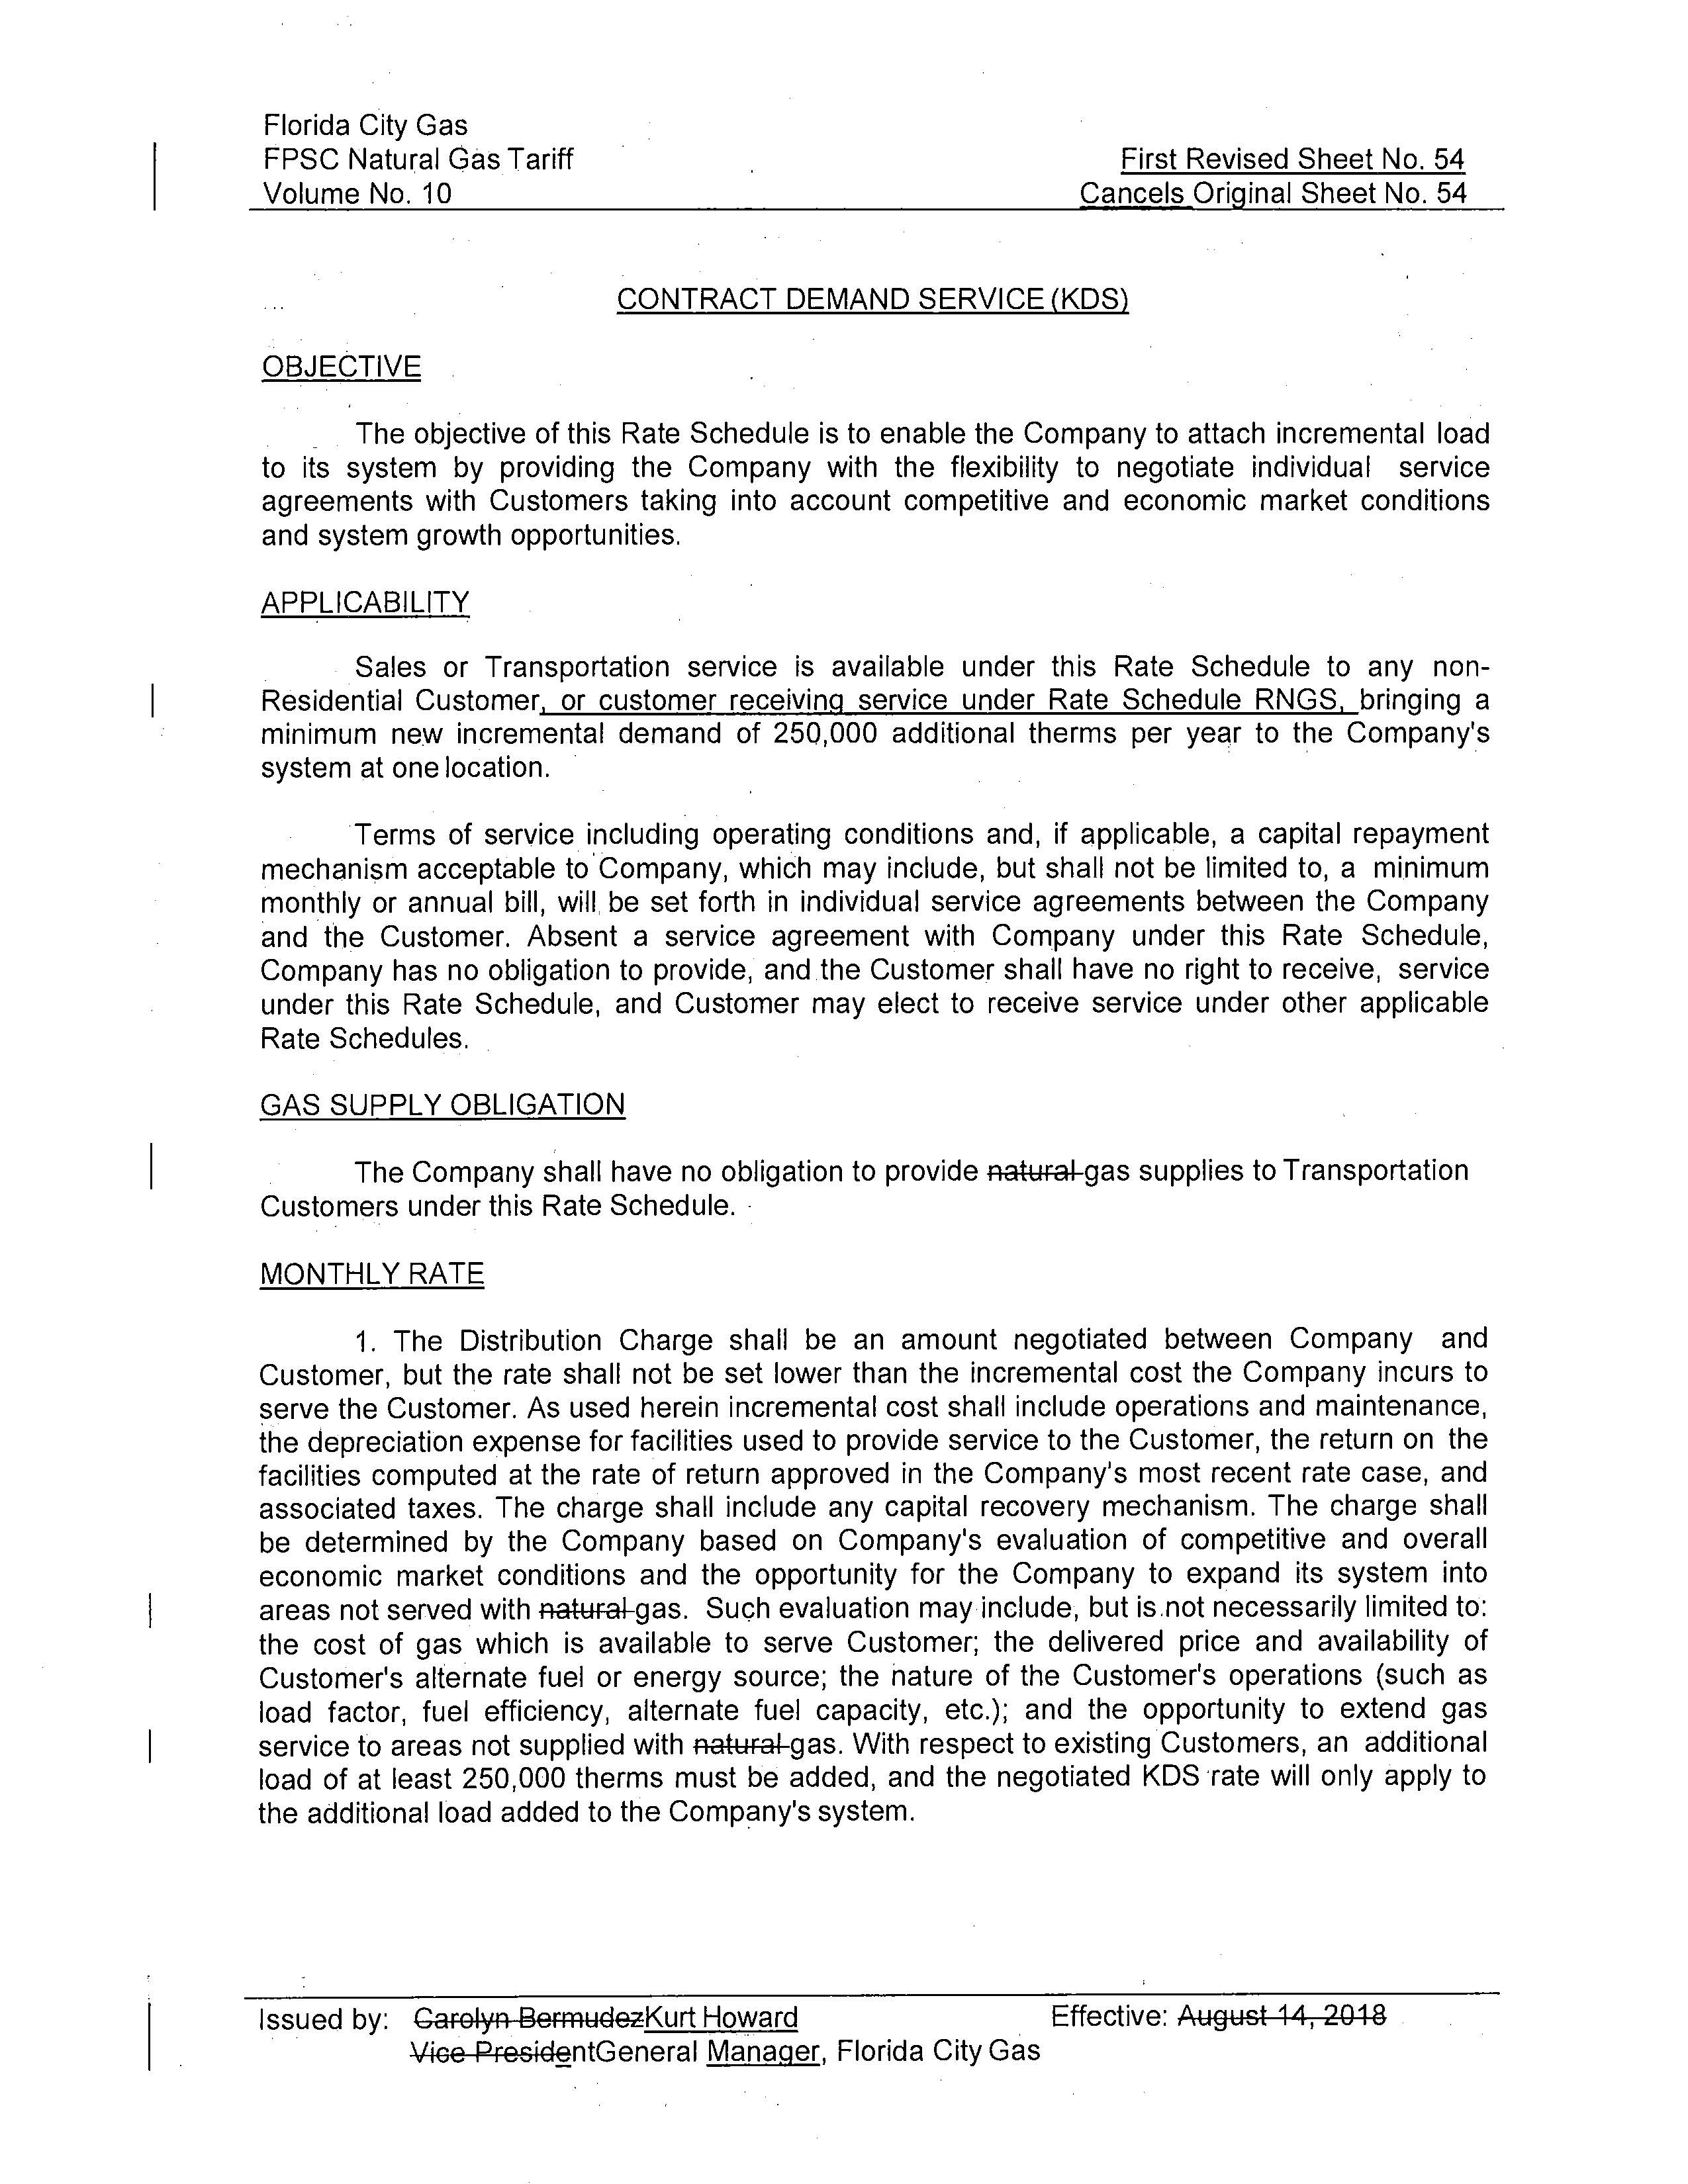 Florida City Gas
FPSC Natural Gas Tariff First Revised Sheet No. 54
Volume No. 10 Cancels Original Sheet No. 54
CONTRACT DEMAND SERVICE (KDS)
OBJECTIVE
The objective of this Rate Schedule is to enable the Company to attach incremental load
to its system by providing the Company with the flexibility to negotiate individual service
agreements with Customers taking into account competitive and economic market conditions
and system growth opportunities.
APPLICABILITY
Sales or Transportation service is available under this Rate Schedule to any non-
Residential Customer, or customer receiving service under Rate Schedule RNGS, bringing a
minimum new incremental demand of 250,000 additional therms per year to the Company's
system at one location.
Terms of service including operating conditions and, if applicable, a capital repayment
mechanism acceptable to Company, which may include, but shall not be limited to, a minimum
monthly or annual bill, will be set forth in individual service agreements between the Company
and the Customer. Absent a service agreement with Company under this Rate Schedule,
Company has no obligation to provide, and the Customer shall have no right to receive, service
under this Rate Schedule, and Customer may elect to receive service under other applicable
Rate Schedules.
GAS SUPPLY OBLIGATION
The Company shall have no obligation to provide natural gas supplies to Transportation
Customers under this Rate Schedule.
MONTHLY RATE
1. The Distribution Charge shall be an amount negotiated between Company and
Customer, but the rate shall not be set lower than the incremental cost the Company incurs to
serve the Customer. As used herein incremental cost shall include operations and maintenance,
the depreciation expense for facilities used to provide service to the Customer, the return on the
facilities computed at the rate of return approved in the Company's most recent rate case, and
associated taxes. The charge shall include any capital recovery mechanism. The charge shall
be determined by the Company based on Company's evaluation of competitive and overall
economic market conditions and the opportunity for the Company to expand its system into
areas not served with natural gas. Such evaluation may include, but is not necessarily limited to:
the cost of gas which is available to serve Customer; the delivered price and availability of
Customer's alternate fuel or energy source; the nature of the Customer's operations (such as
load factor, fuel efficiency, alternate fuel capacity, etc.); and the opportunity to extend gas
service to areas not supplied with natural gas. With respect to existing Customers, an additional
load of at least 250,000 therms must be added, and the negotiated KDS rate will only apply to
the additional load added to the Company's system.
Issued by: Carolyn BermudezKurt Howard Effective: August 14, 2018
Vice PresidentGeneral Manager, Florida City Gas